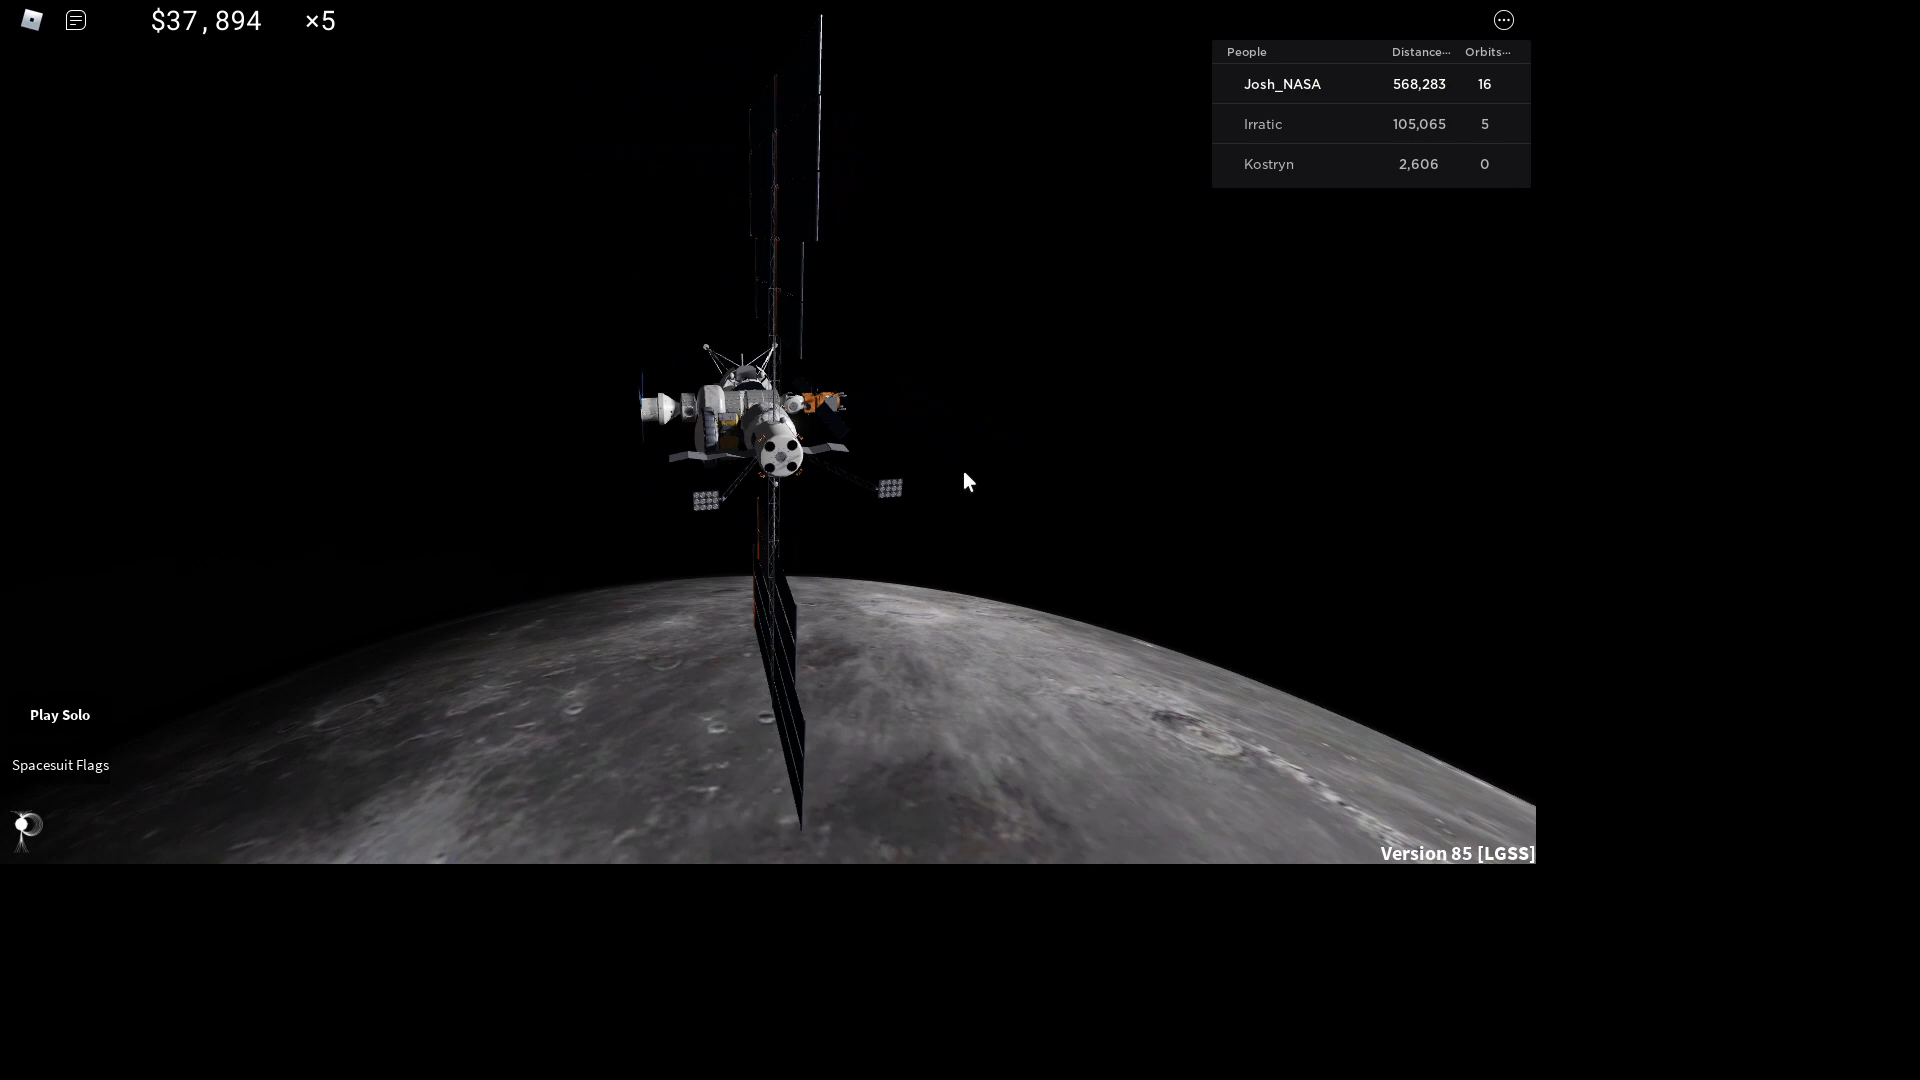 $37,894 ×5
People Distance... Orbits...
Josh_NASA 568,283 16
Irratic 105,065 5
Kostryn 2,606 0
Play Solo
Spacesuit Flags
Version 85 [LGSS]